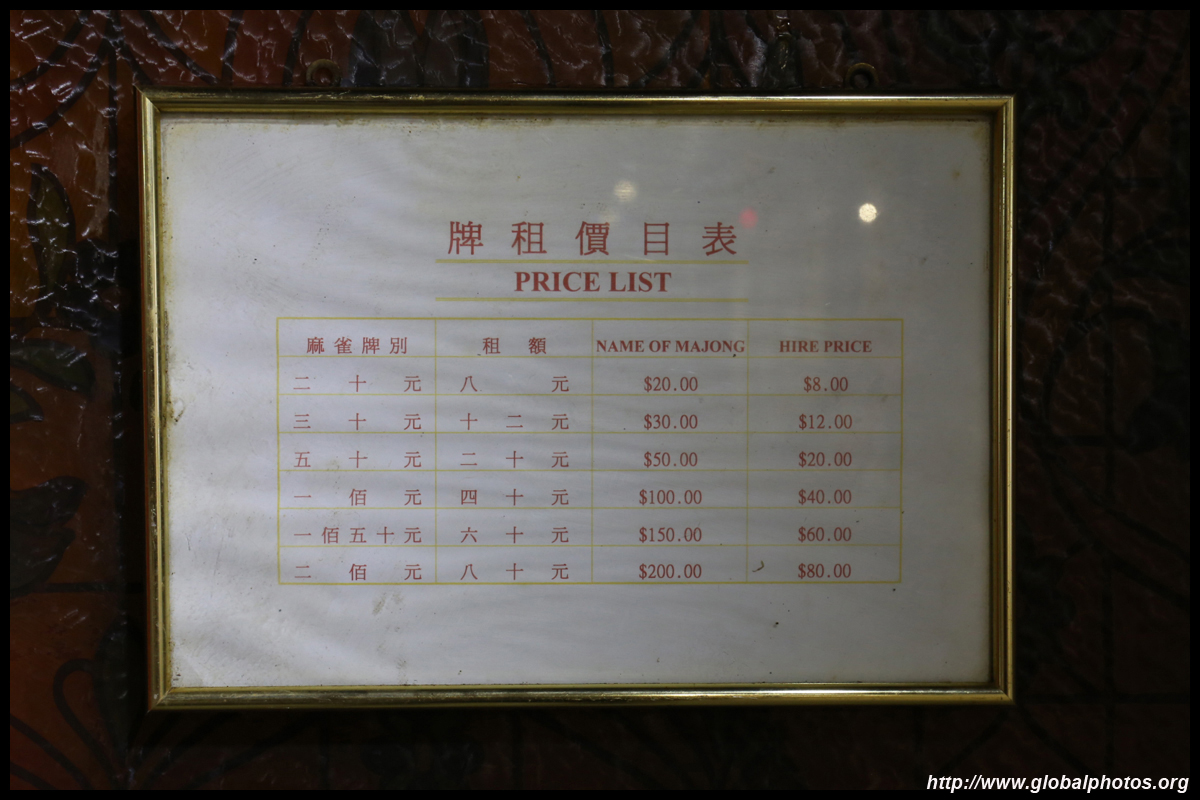 牌租價目表
PRICE LIST
麻雀牌別 租額 NAME OF MAJONG HIRE PRICE
二十元 八元 $20.00 $8.00
三十元 十二元 $30.00 $12.00
五十元 二十元 $50.00 $20.00
一佰元 四十元 $100.00 $40.00
一佰五十元 六十元 $150.00 $60.00
二佰元 八十元 $200.00 $80.00
http://www.globalphotos.org